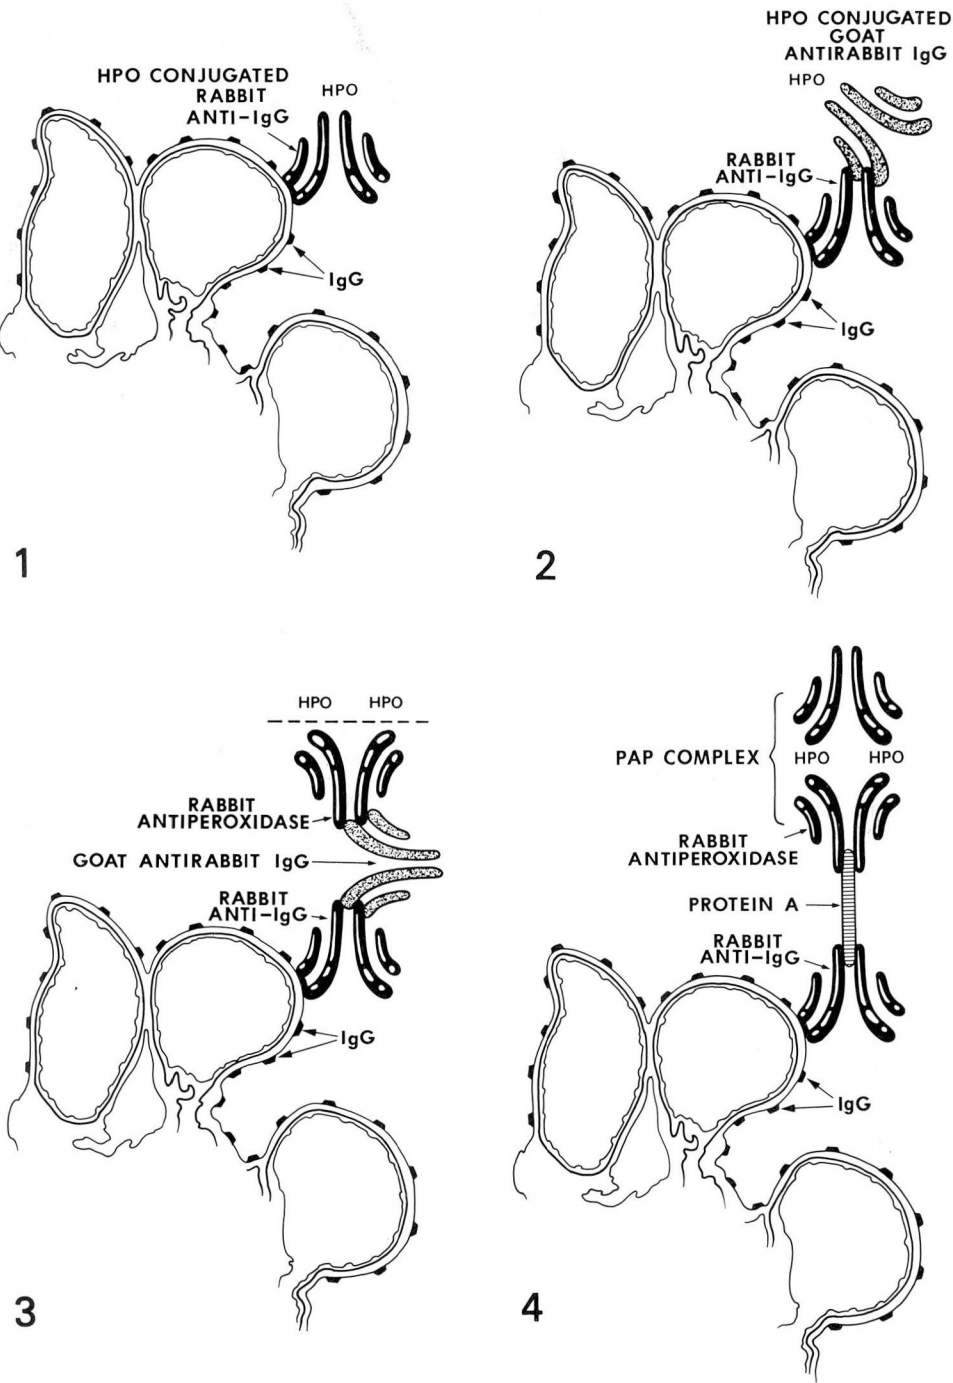 HPO CONJUGATED
RABBIT
ANTI-IgG
HPO
IgG
1
HPO CONJUGATED
GOAT
ANTIRABBIT IgG
HPO
RABBIT
ANTI-IgG
IgG
2
HPO HPO
RABBIT
ANTIPEROXIDASE
GOAT ANTIRABBIT IgG
RABBIT
ANTI-IgG
IgG
3
PAP COMPLEX
HPO HPO
RABBIT
ANTIPEROXIDASE
PROTEIN A
RABBIT
ANTI-IgG
IgG
4